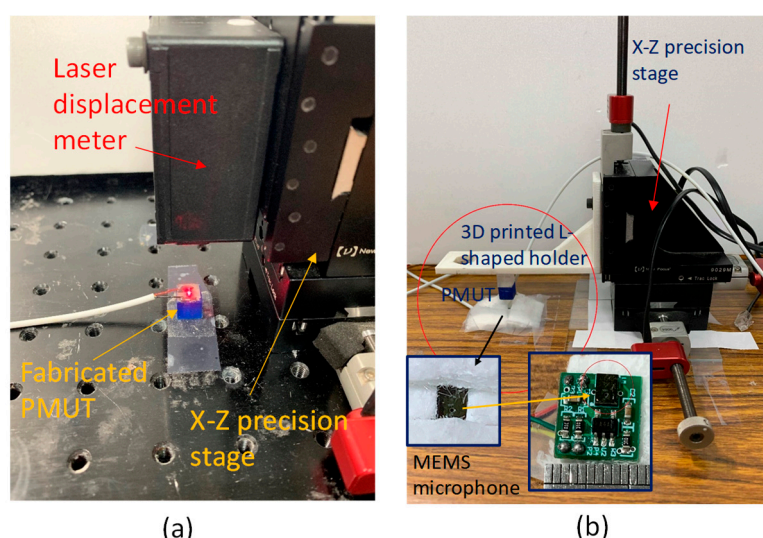 Laser
displacement
meter
Fabricated
PMUT
X-Z precision
stage
(a)
X-Z precision
stage
3D printed L-
shaped holder
PMUT
MEMS
microphone
(b)